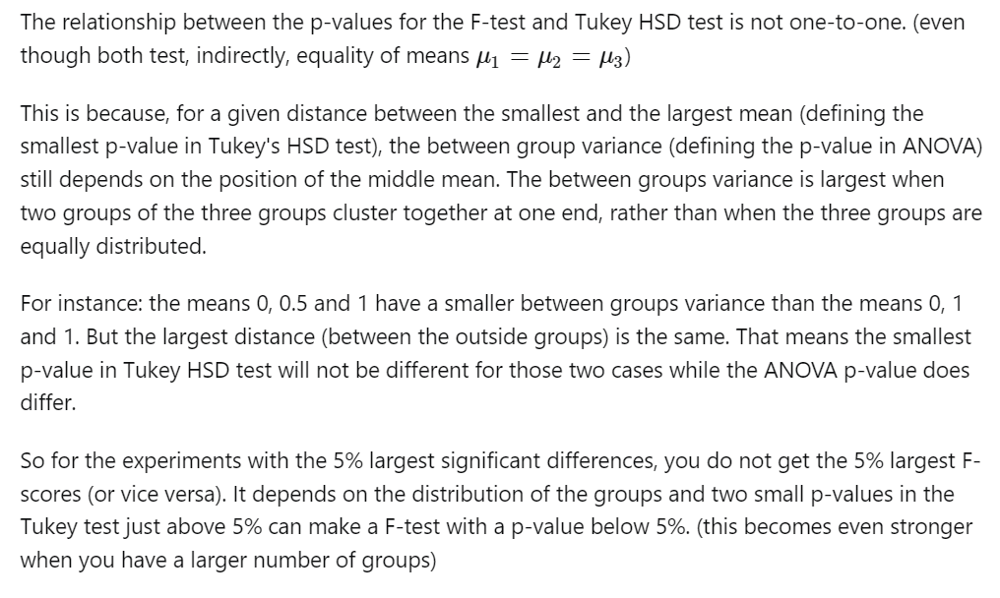 The relationship between the p-values for the F-test and Tukey HSD test is not one-to-one. (even
though both test, indirectly, equality of means μ₁ = μ₂ = μ₃)
This is because, for a given distance between the smallest and the largest mean (defining the
smallest p-value in Tukey's HSD test), the between group variance (defining the p-value in ANOVA)
still depends on the position of the middle mean. The between groups variance is largest when
two groups of the three groups cluster together at one end, rather than when the three groups are
equally distributed.
For instance: the means 0, 0.5 and 1 have a smaller between groups variance than the means 0, 1
and 1. But the largest distance (between the outside groups) is the same. That means the smallest
p-value in Tukey HSD test will not be different for those two cases while the ANOVA p-value does
differ.
So for the experiments with the 5% largest significant differences, you do not get the 5% largest F-
scores (or vice versa). It depends on the distribution of the groups and two small p-values in the
Tukey test just above 5% can make a F-test with a p-value below 5%. (this becomes even stronger
when you have a larger number of groups)